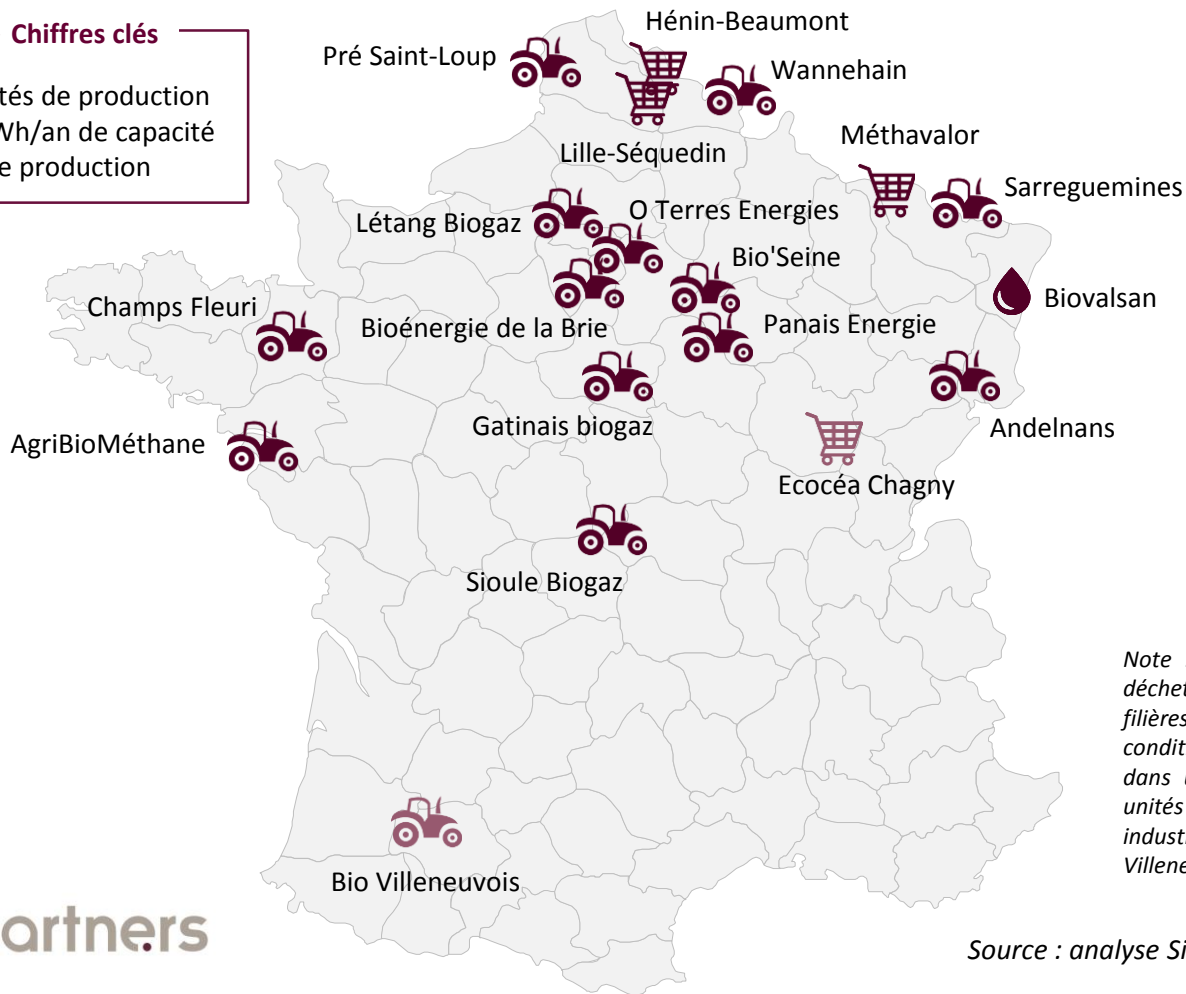 Chiffres clés
tés de production
Wh/an de capacité
e production
Hénin-Beaumont
Pré Saint-Loup
Wannehain
Méthavalor
Lille-Séquedin
Sarreguemines
Létang Biogaz
O Terres Energies
Bio'Seine
Biovalsan
Champs Fleuri
Bioénergie de la Brie
Panais Energie
Gatinais biogaz
Andelnans
AgriBioMéthane
Ecocéa Chagny
Sioule Biogaz
Note
déchet
filières
condit
dans
unités
indust
Villene
Bio Villeneuvois
artners
Source : analyse Si